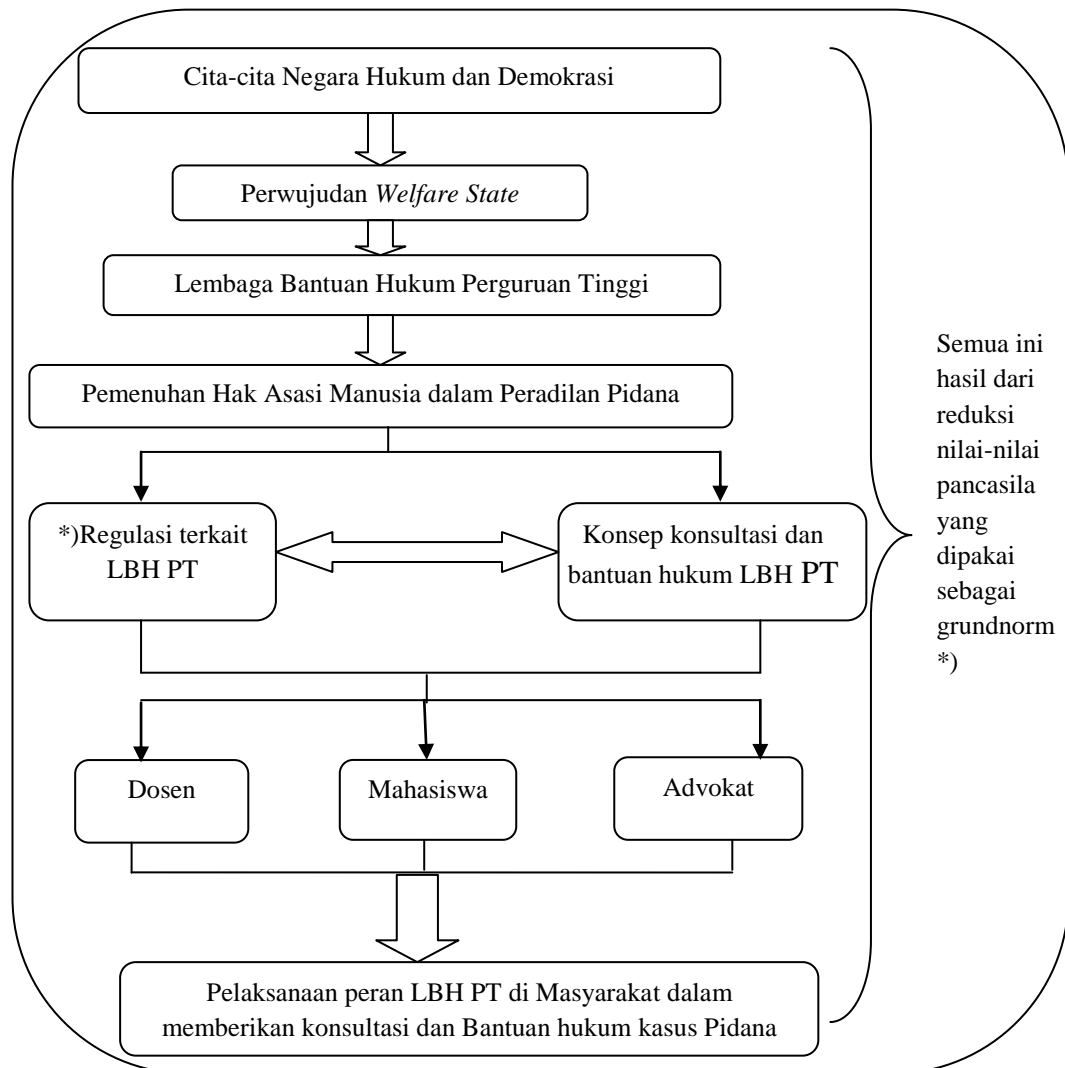 Cita-cita Negara Hukum dan Demokrasi
Perwujudan Welfare State
Lembaga Bantuan Hukum Perguruan Tinggi
Pemenuhan Hak Asasi Manusia dalam Peradilan Pidana
*)Regulasi terkait
LBH PT
Konsep konsultasi dan
bantuan hukum LBH PT
Dosen
Mahasiswa
Advokat
Pelaksanaan peran LBH PT di Masyarakat dalam
memberikan konsultasi dan Bantuan hukum kasus Pidana
Semua ini
hasil dari
reduksi
nilai-nilai
pancasila
yang
dipakai
sebagai
grundnorm
*)